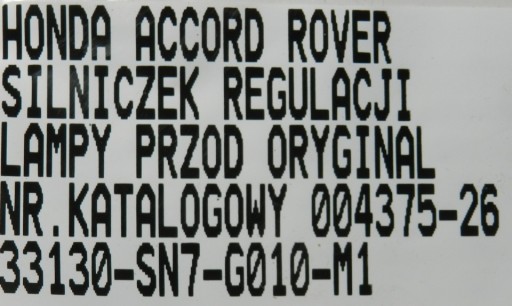 HONDA ACCORD ROVER
SILNICZEK REGULACJI
LAMPY PRZOD ORYGINAL
NR.KATALOGOWY 004375-26
33130-SN7-G010-M1